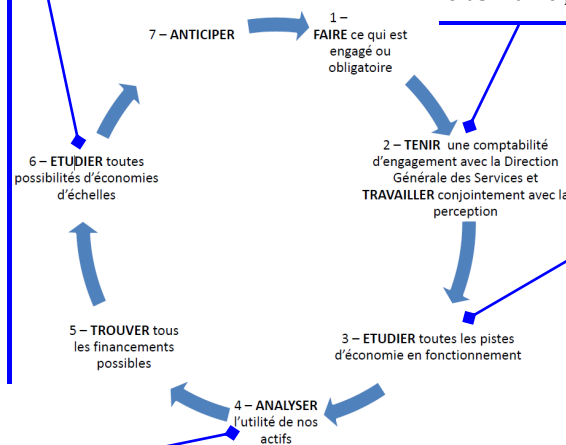 1 –
FAIRE ce qui est
engagé ou
obligatoire
2 – TENIR une comptabilité
d'engagement avec la Direction
Générale des Services et
TRAVAILLER conjointement avec la
perception
3 – ETUDIER toutes les pistes
d'économie en fonctionnement
4 – ANALYSER
l'utilité de nos
actifs
5 – TROUVER tous
les financements
possibles
6 – ETUDIER toutes
possibilités d'économies
d'échelles
7 – ANTICIPER